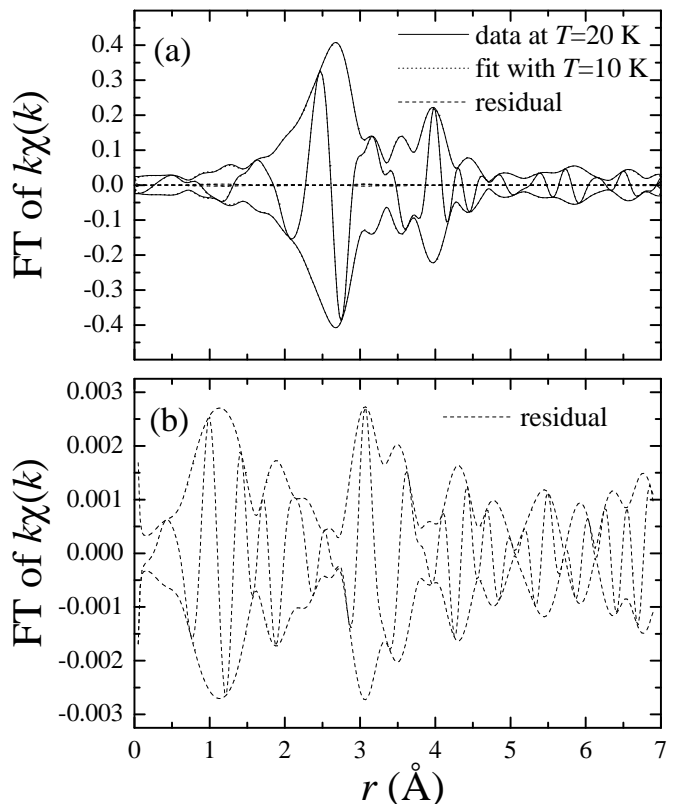 (a)
data at T=20 K
fit with T=10 K
residual
FT of kχ(k)
0.4
0.3
0.2
0.1
0.0
-0.1
-0.2
-0.3
-0.4
(b)
residual
FT of kχ(k)
0.003
0.002
0.001
0.000
-0.001
-0.002
-0.003
0 1 2 3 4 5 6 7
r (Å)